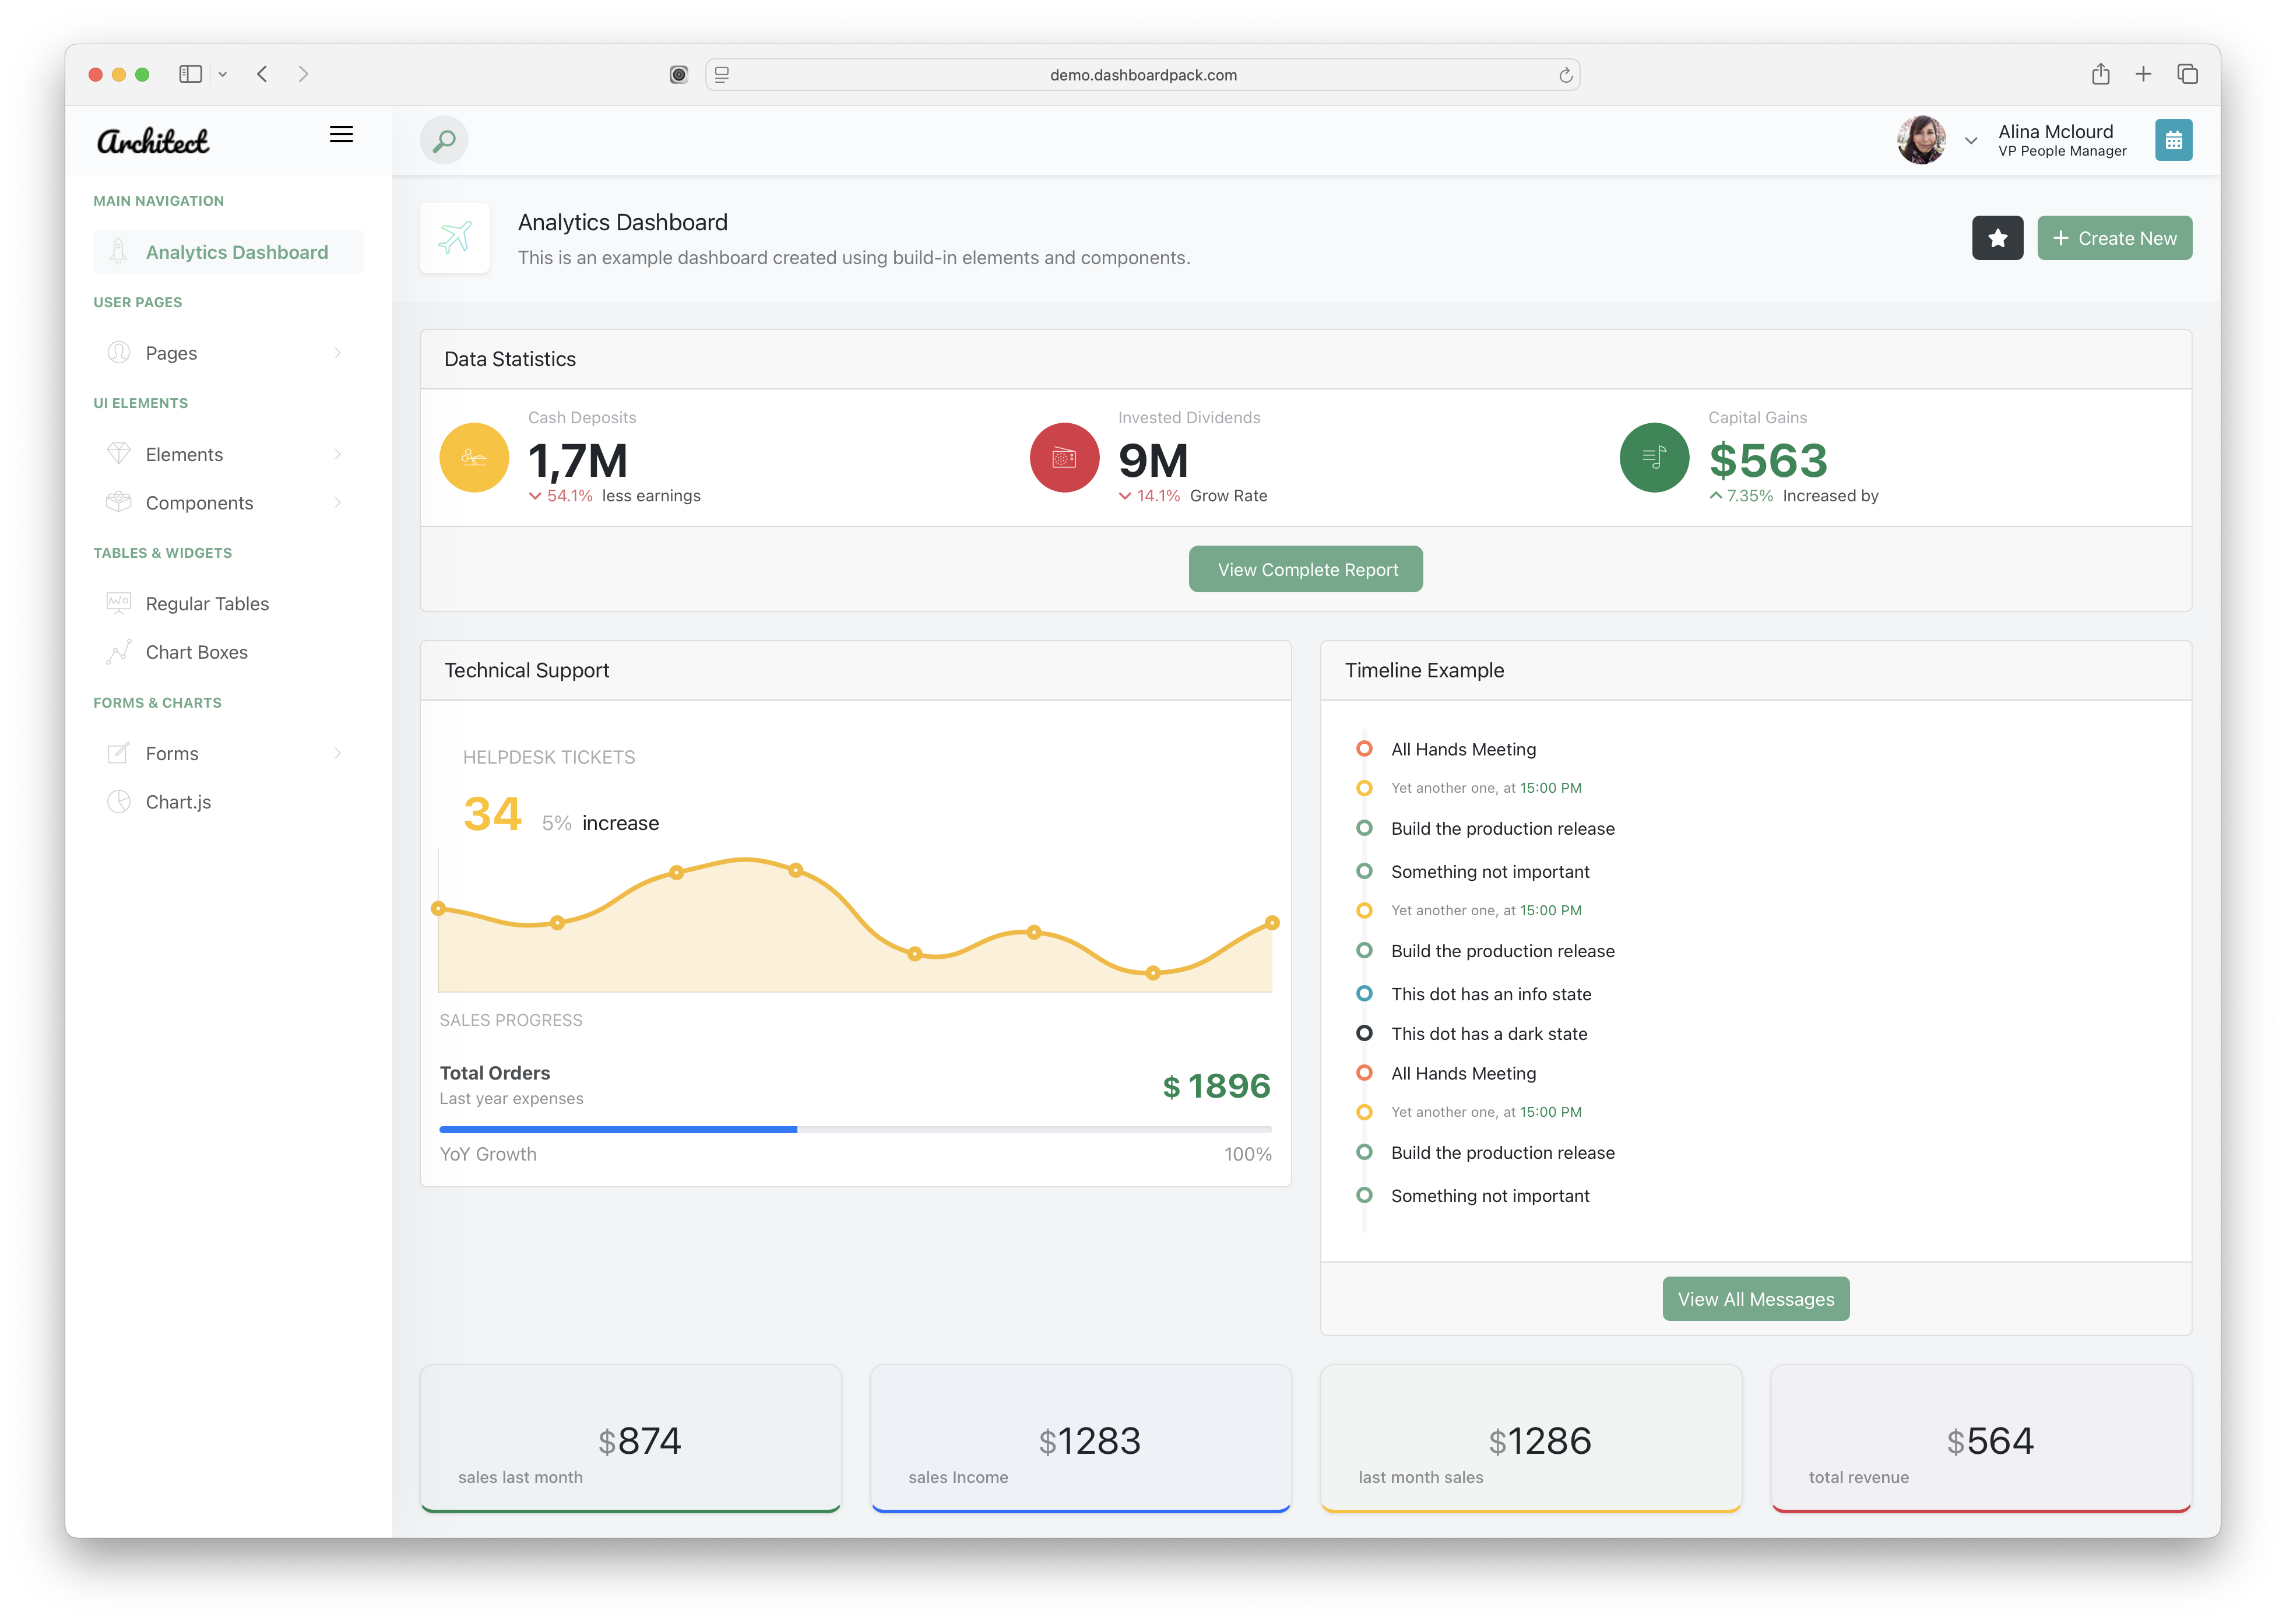 demo.dashboardpack.com
Architect
Alina Mclourd
VP People Manager
MAIN NAVIGATION
Analytics Dashboard
USER PAGES
Pages
UI ELEMENTS
Elements
Components
TABLES & WIDGETS
Regular Tables
Chart Boxes
FORMS & CHARTS
Forms
Chart.js
Analytics Dashboard
This is an example dashboard created using build-in elements and components.
Create New
Data Statistics
Cash Deposits
1,7M
54.1% less earnings
Invested Dividends
9M
14.1% Grow Rate
Capital Gains
$563
7.35% Increased by
View Complete Report
Technical Support
HELPDESK TICKETS
34 5% increase
SALES PROGRESS
Total Orders
Last year expenses
$ 1896
YoY Growth 100%
Timeline Example
All Hands Meeting
Yet another one, at 15:00 PM
Build the production release
Something not important
Yet another one, at 15:00 PM
Build the production release
This dot has an info state
This dot has a dark state
All Hands Meeting
Yet another one, at 15:00 PM
Build the production release
Something not important
View All Messages
$874
sales last month
$1283
sales Income
$1286
last month sales
$564
total revenue